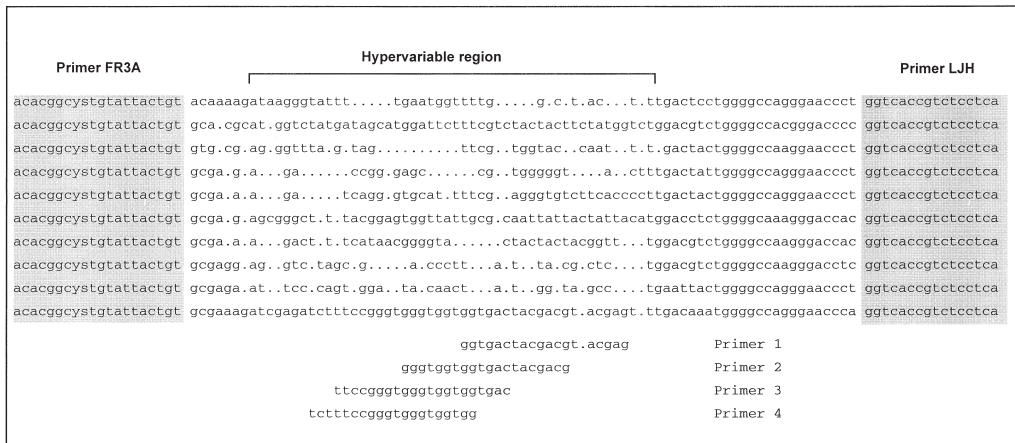 Hypervariable region
Primer FR3A Primer LJH
acacggcystgtattactgt acaaaagataagggtattt.....tgaatggttttg.....g.c.t.ac...t.ttgactcctggggccagggaaccct ggtcaccgtctcctca
acacggcystgtattactgt gca.cgcat.ggtctatgatagcatggattctttcgtctactacttctatggtctggacgtctggggccacgggacccc ggtcaccgtctcctca
acacggcystgtattactgt gtg.cg.ag.ggtttta.g.tag..........ttcg..tggtac..caat..t.t.gactactggggccaagggaaccct ggtcaccgtctcctca
acacggcystgtattactgt gcga.g.a...ga......ccgg.gagc.....cg..tgggggt....a..ctttgactattggggccagggaaccct ggtcaccgtctcctca
acacggcystgtattactgt gcga.a.a...ga.....tcagg.gtgcat.tttcg..agggtgtcttcacccccttgactactggggccagggaaccct ggtcaccgtctcctca
acacggcystgtattactgt gcga.g.agcgggct.t.tacggagtggttattgcg.caattattactattacatggacctctggggcaaagggaccac ggtcaccgtctcctca
acacggcystgtattactgt gcga.a.a...gact.t.tcataacggggta......ctactactacggtt...tggacgtctggggccaagggaccac ggtcaccgtctcctca
acacggcystgtattactgt gcgagg.ag..gtc.tagc.g.....a.ccctt...a.t..ta.cg.ctc....tggacgtctggggccaagggacctc ggtcaccgtctcctca
acacggcystgtattactgt gcgaga.at..tcc.cagt.gga..ta.caact...a.t..gg.ta.gcc....tgaattactggggccagggaaccct ggtcaccgtctcctca
acacggcystgtattactgt gcgaaagatcgagatctttccgggtgggtggtggtgactacgacgt.acgagt.ttgacaaatggggccagggaaccca ggtcaccgtctcctca
ggtgactacgacgt.acgag Primer 1
gggtggtggtgactacgacg Primer 2
ttccgggtgggtggtggtgac Primer 3
tctttccgggtgggtggtgg Primer 4